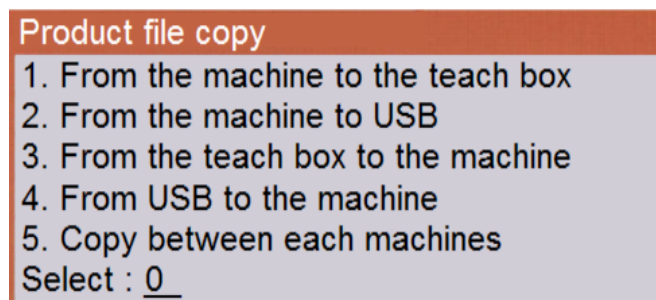 Product file copy
1. From the machine to the teach box
2. From the machine to USB
3. From the teach box to the machine
4. From USB to the machine
5. Copy between each machines
Select : 0